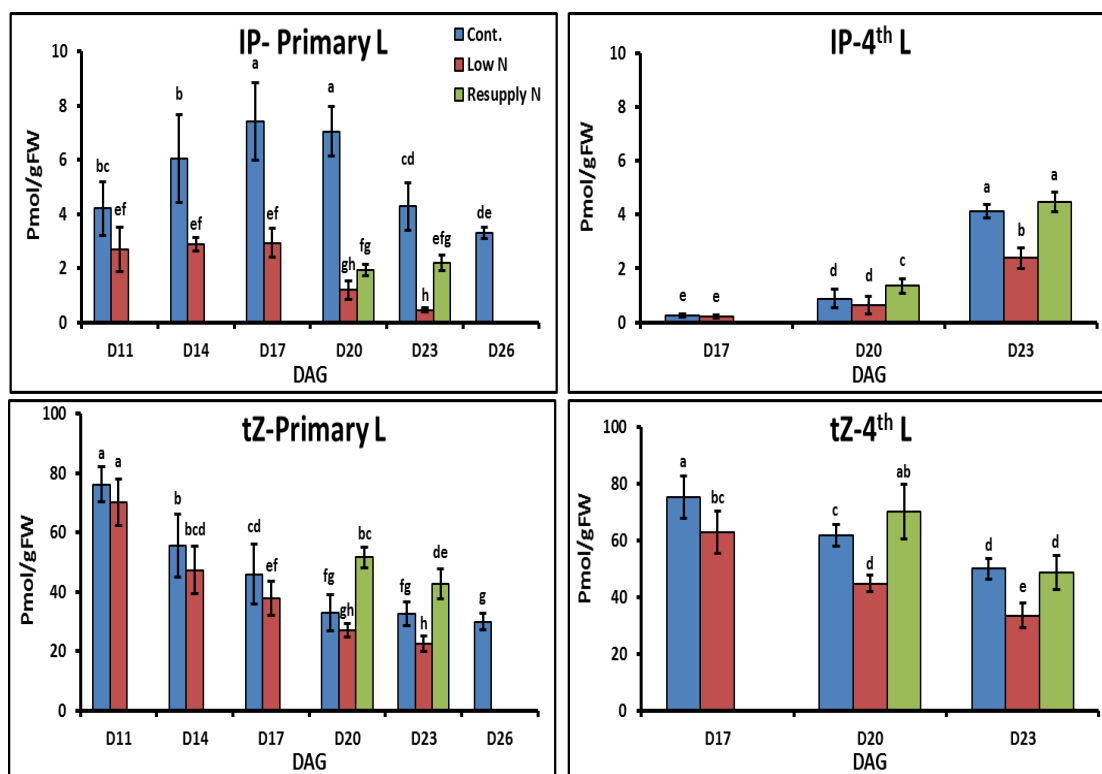 IP- Primary L
Cont.
Low N
Resupply N
Pmol/gFW
10
8
6
4
2
0
bc
ef
b
ef
a
ef
a
gh
fg
cd
h
efg
de
D11 D14 D17 D20 D23 D26
DAG
IP-4th L
Pmol/gFW
10
8
6
4
2
0
e
e
d
d
c
a
b
a
D17 D20 D23
DAG
tZ-Primary L
Pmol/gFW
100
80
60
40
20
0
a
a
b
bcd
cd
ef
fg
gh
bc
fg
h
de
g
D11 D14 D17 D20 D23 D26
DAG
tZ-4th L
Pmol/gFW
100
80
60
40
20
0
a
bc
c
d
ab
d
e
d
D17 D20 D23
DAG